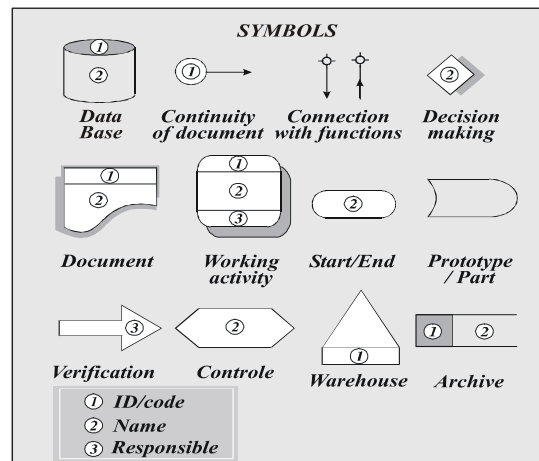 SYMBOLS
1
2
1
2
Data
Base
Continuity
of document
Connection
with functions
Decision
making
1
2
1
2
3
2
Document
Working
activity
Start/End
Prototype
/ Part
3
2
1
1 2
Verification
Controle
Warehouse
Archive
1 ID/code
2 Name
3 Responsible